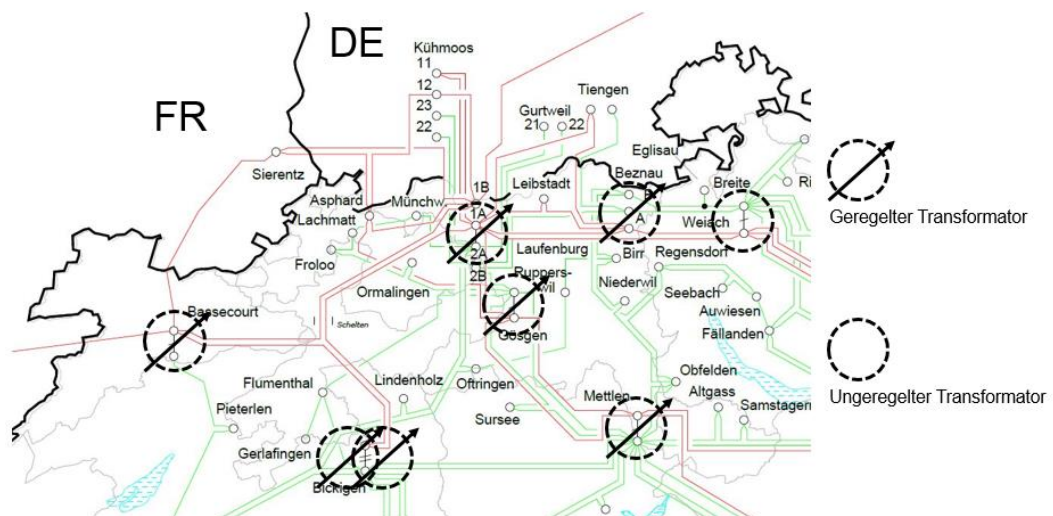 DE
FR
Kühmoos
11
12
23
22
Tiengen
Gurtweil
21
22
Eglisau
Beznau
Sierentz
Asphard
Lachmatt
Münchw.
1B
1A
2A
2B
Leibstadt
Breite
Ri
A
Weiach
Froloo
Laufenburg
Birr
Regensdorf
Ormalingen
Ruppers-
wil
Niederwil
Seebach
Auwiesen
Fällanden
Bassecourt
Schelten
Gösgen
Flumenthal
Lindenholz
Oftringen
Mettlen
Obfelden
Altgass
Samstagern
Pieterlen
Sursee
Gerlafingen
Bickigen
Geregelter Transformator
Ungeregelter Transformator